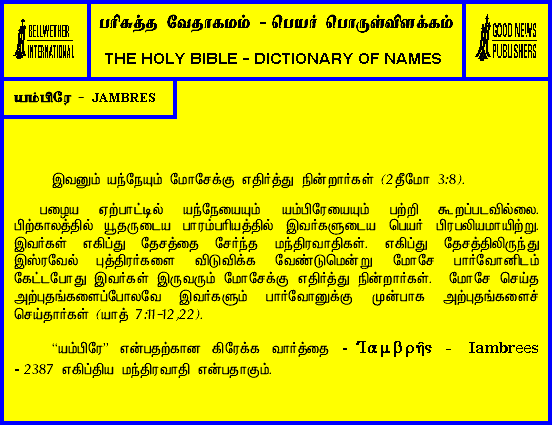 BELLWETHER
INTERNATIONAL
பரிசுத்த வேதாகமம் - பெயர் பொருள்விளக்கம்
THE HOLY BIBLE - DICTIONARY OF NAMES
GOOD NEWS
PUBLISHERS
யம்பிரே - JAMBRES
இவனும் யந்நேயும் மோசேக்கு எதிர்த்து நின்றார்கள் (2தீமோ 3:8).
பழைய ஏற்பாட்டில் யந்நேயையும் யம்பிரேயையும் பற்றி கூறப்படவில்லை.
பிற்காலத்தில் யூதருடைய பாரம்பரியத்தில் இவர்களுடைய பெயர் பிரபலியமாயிற்று.
இவர்கள் எகிப்து தேசத்தை சேர்ந்த மந்திரவாதிகள். எகிப்து தேசத்திலிருந்து
இஸ்ரவேல் புத்திரர்களை விடுவிக்க வேண்டுமென்று மோசே பார்வோனிடம்
கேட்டபோது இவர்கள் இருவரும் மோசேக்கு எதிர்த்து நின்றார்கள். மோசே செய்த
அற்புதங்களைப்போலவே இவர்களும் பார்வோனுக்கு முன்பாக அற்புதங்களைச்
செய்தார்கள் (யாத் 7:11-12,22).
“யம்பிரே” என்பதற்கான கிரேக்க வார்த்தை - Ἰαμβρῆς - Iambrees
- 2387 எகிப்திய மந்திரவாதி என்பதாகும்.